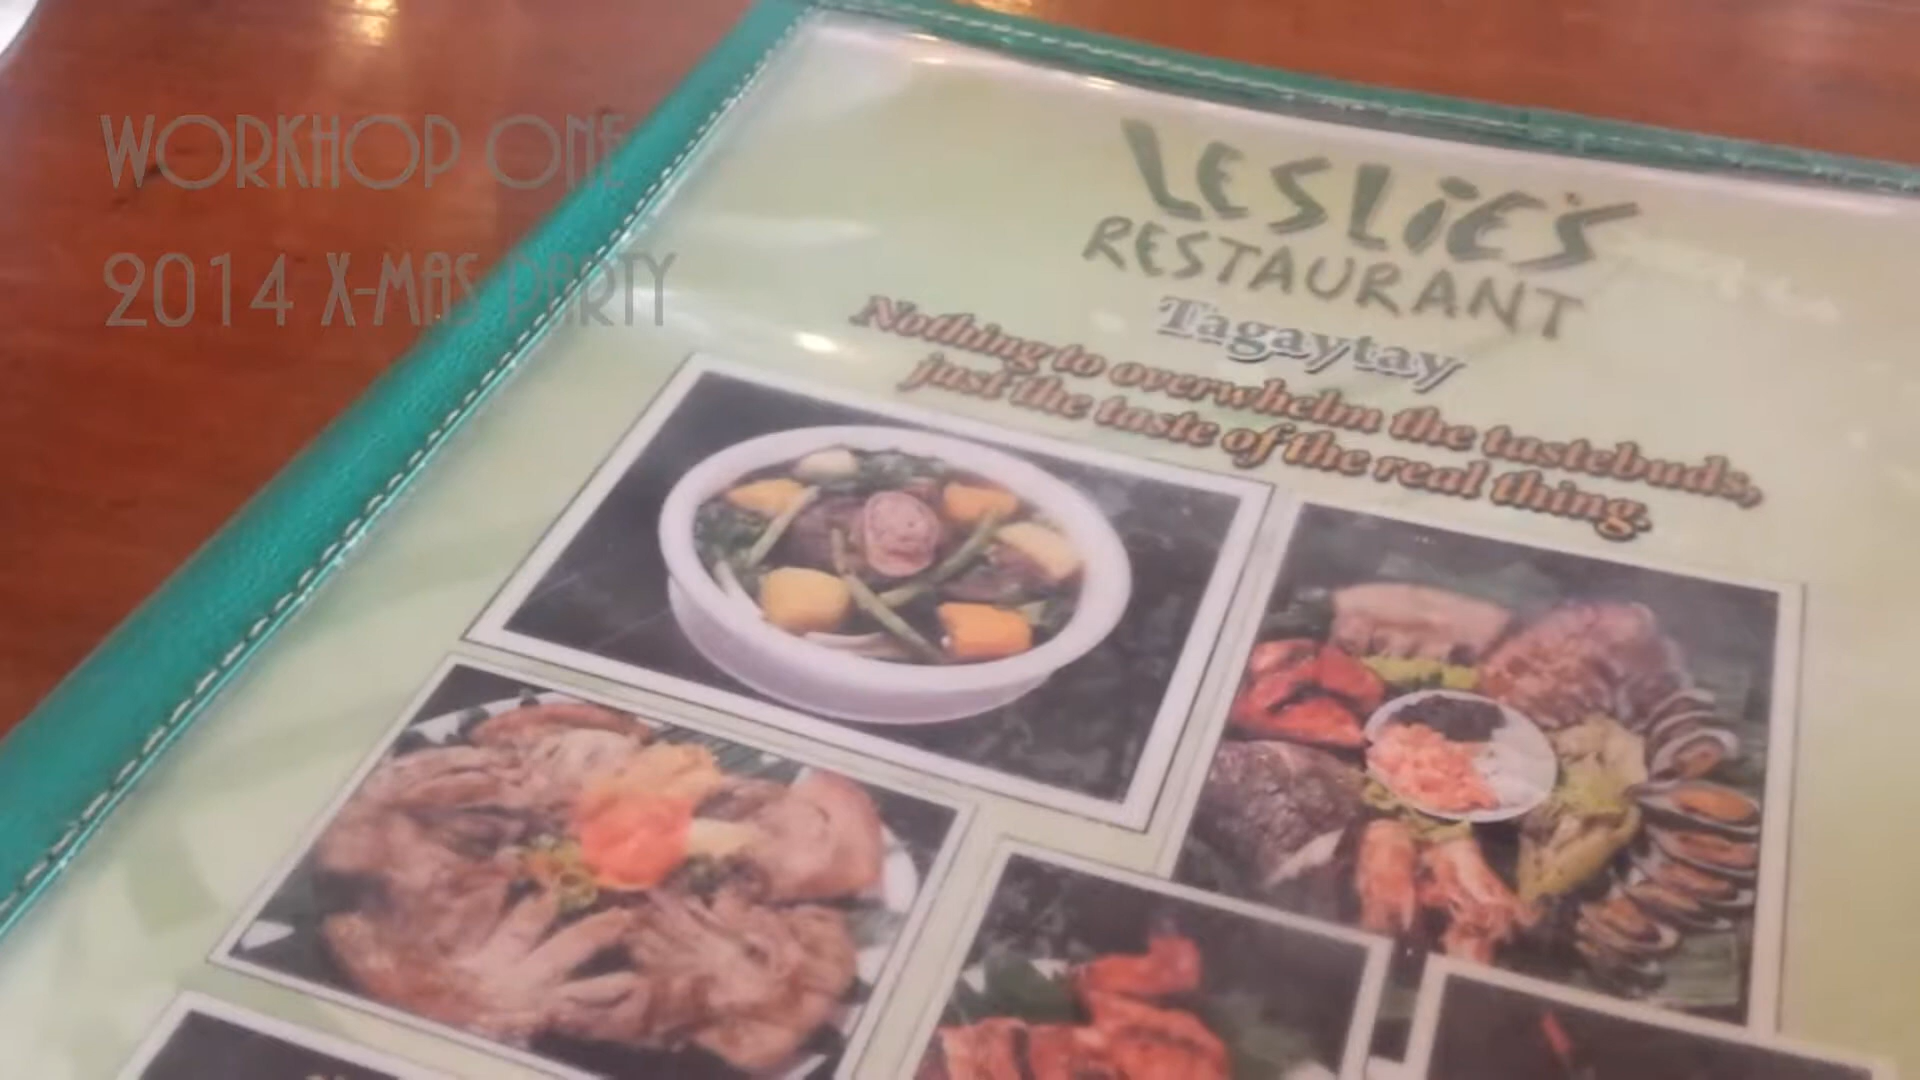 WORKHOP ONE
2014 X-MAS PARTY
LESLiE'S
RESTAURANT
Tagaytay
Nothing to overwhelm the tastebuds,
just the taste of the real thing.